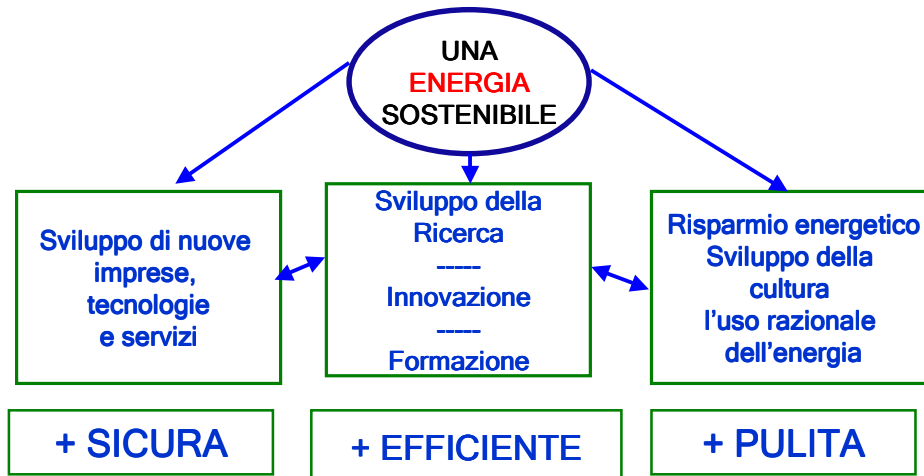 UNA
ENERGIA
SOSTENIBILE
Sviluppo di nuove
imprese,
tecnologie
e servizi
Sviluppo della
Ricerca
-----
Innovazione
-----
Formazione
Risparmio energetico
Sviluppo della
cultura
l'uso razionale
dell'energia
+ SICURA
+ EFFICIENTE
+ PULITA